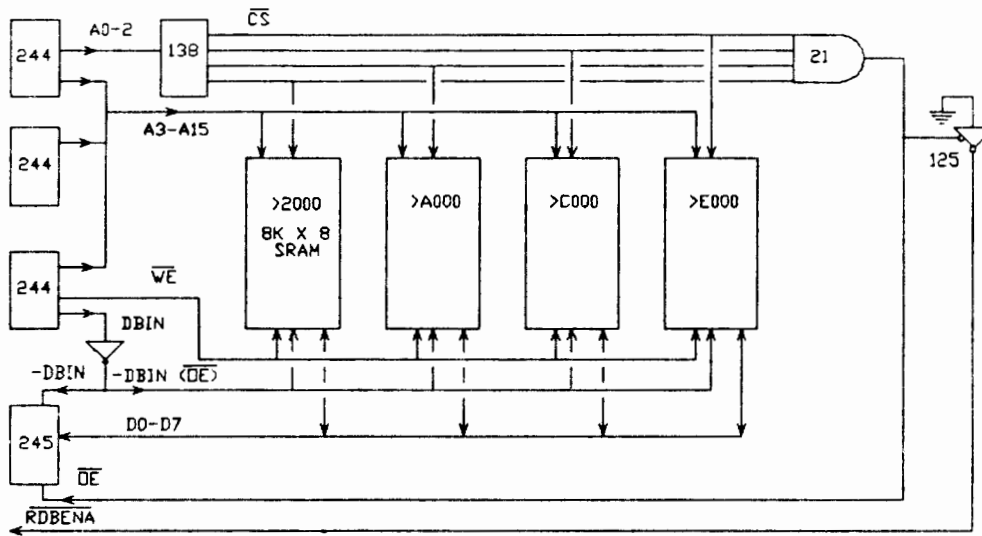 CS
A0-2
244
138
21
A3-A15
125
244
>2000
8K X 8
SRAM
>A000
>C000
>E000
244
WE
DBIN
-DBIN
-DBIN (OE)
245
D0-D7
OE
RDBENA